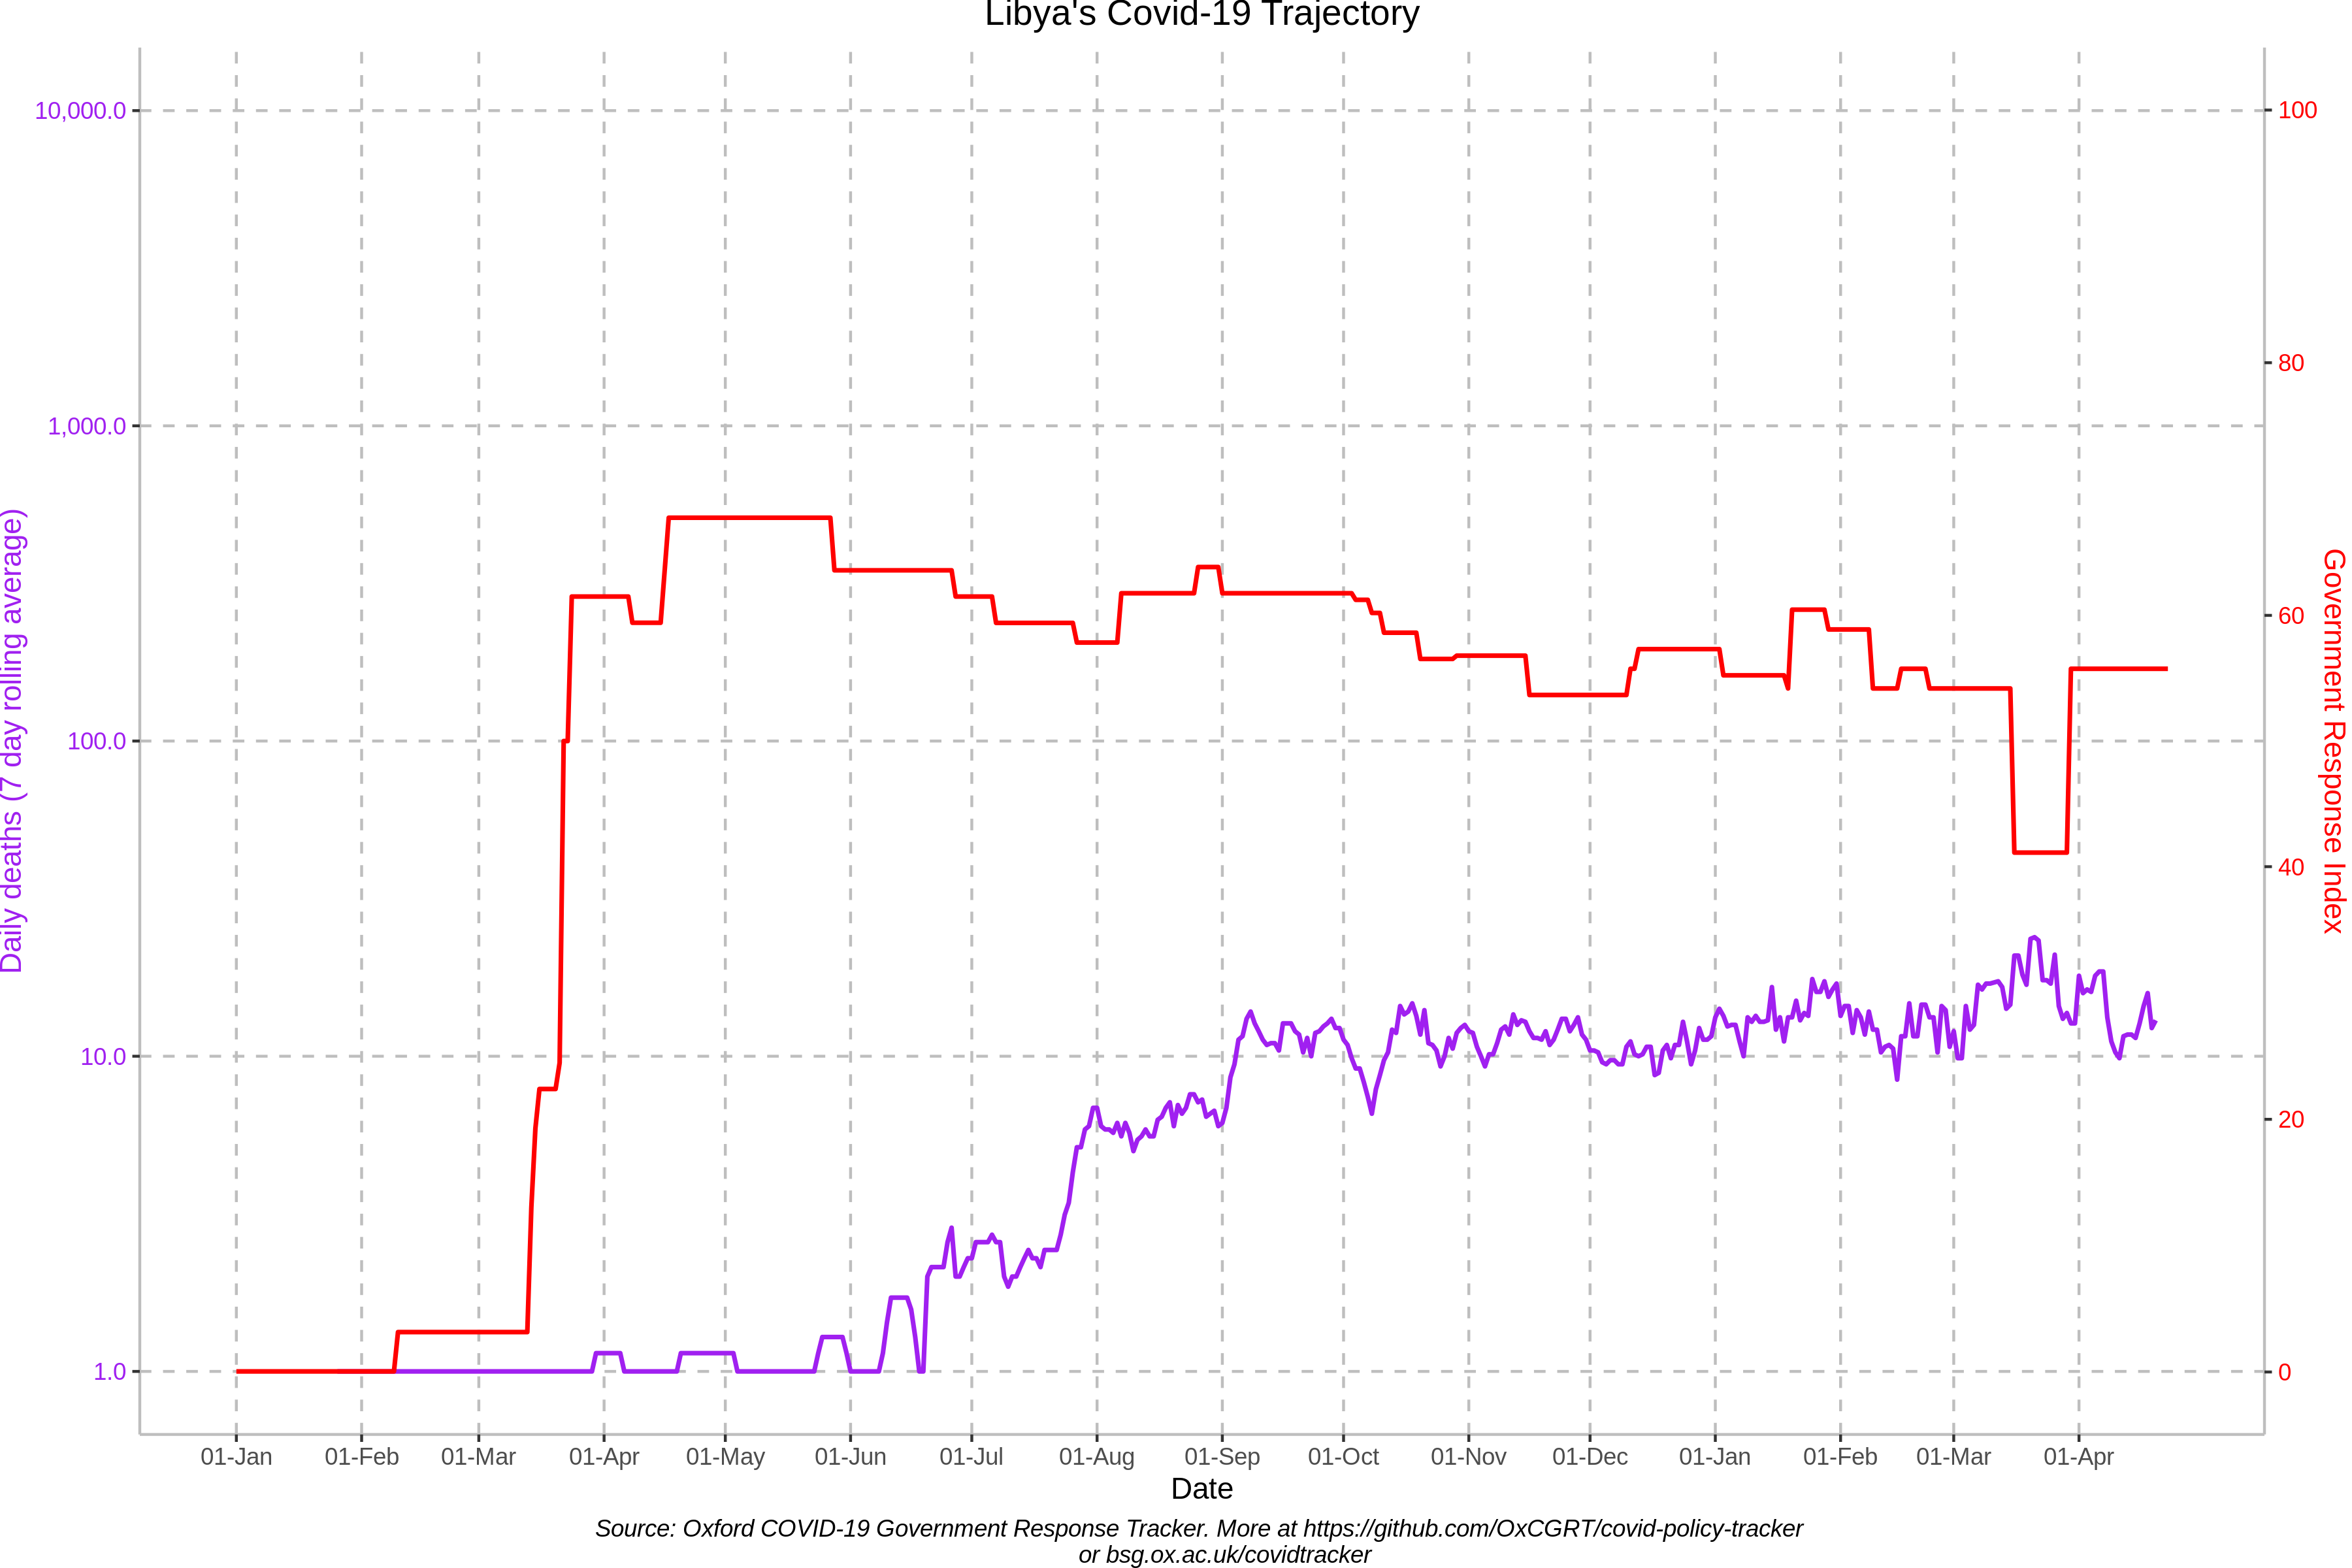 Libya's Covid-19 Trajectory
Daily deaths (7 day rolling average)
10,000.0
1,000.0
100.0
10.0
1.0
100
80
60
40
20
0
Government Response Index
01-Jan 01-Feb 01-Mar 01-Apr 01-May 01-Jun 01-Jul 01-Aug 01-Sep 01-Oct 01-Nov 01-Dec 01-Jan 01-Feb 01-Mar 01-Apr
Date
Source: Oxford COVID-19 Government Response Tracker. More at https://github.com/OxCGRT/covid-policy-tracker
or bsg.ox.ac.uk/covidtracker